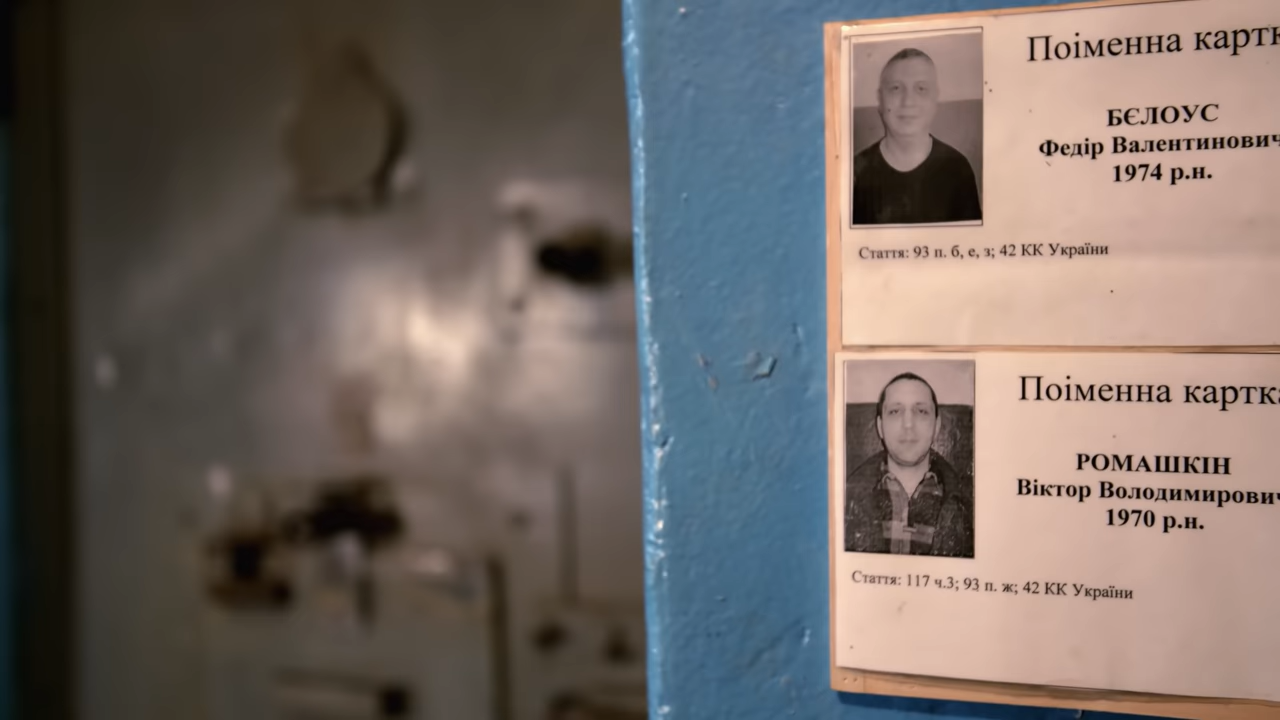 Поіменна картк
БЄЛОУС
Федір Валентинович
1974 р.н.
Стаття: 93 п. б, е, з; 42 КК України
Поіменна картка
РОМАШКІН
Віктор Володимирович
1970 р.н.
Стаття: 117 ч.3; 93 п. ж; 42 КК України